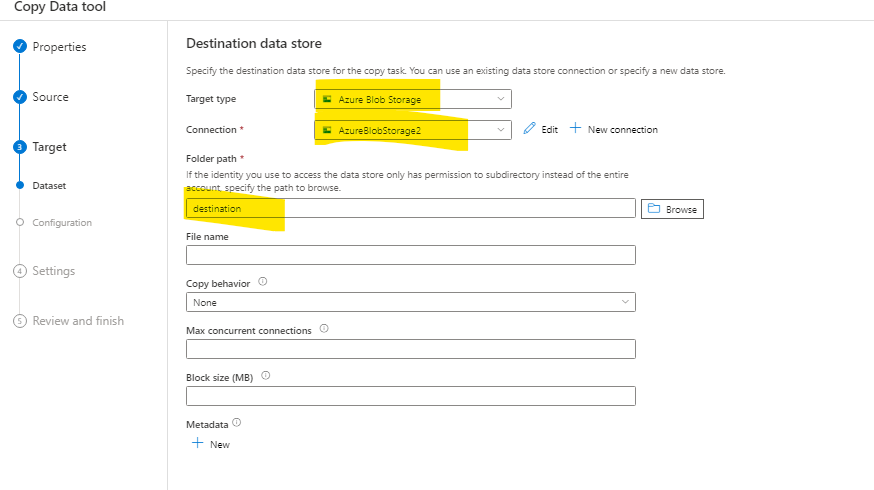 Copy Data tool
Properties
Source
3 Target
Dataset
Configuration
4 Settings
5 Review and finish
Destination data store
Specify the destination data store for the copy task. You can use an existing data store connection or specify a new data store.
Target type Azure Blob Storage
Connection * AzureBlobStorage2 Edit New connection
Folder path *
If the identity you use to access the data store only has permission to subdirectory instead of the entire
account, specify the path to browse.
destination Browse
File name
Copy behavior
None
Max concurrent connections
Block size (MB)
Metadata
New